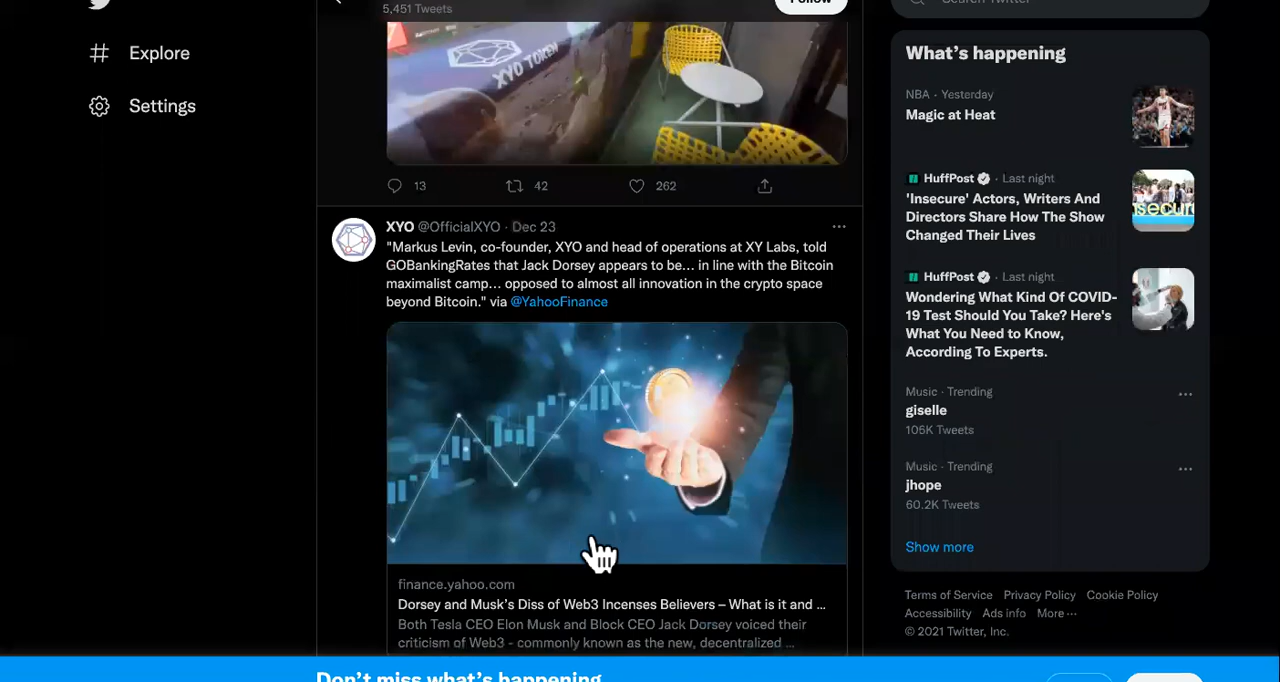 5,451 Tweets
Follow
Search Twitter
Explore
Settings
XYO TOKEN
13
42
262
XYO @OfficialXYO · Dec 23
"Markus Levin, co-founder, XYO and head of operations at XY Labs, told
GOBankingRates that Jack Dorsey appears to be... in line with the Bitcoin
maximalist camp... opposed to almost all innovation in the crypto space
beyond Bitcoin." via @YahooFinance
finance.yahoo.com
Dorsey and Musk's Diss of Web3 Incenses Believers – What is it and ...
Both Tesla CEO Elon Musk and Block CEO Jack Dorsey voiced their
criticism of Web3 - commonly known as the new, decentralized ...
What's happening
NBA · Yesterday
Magic at Heat
HuffPost · Last night
'Insecure' Actors, Writers And
Directors Share How The Show
Changed Their Lives
HuffPost · Last night
Wondering What Kind Of COVID-
19 Test Should You Take? Here's
What You Need to Know,
According To Experts.
Music · Trending
giselle
106K Tweets
Music · Trending
jhope
60.2K Tweets
Show more
Terms of Service Privacy Policy Cookie Policy
Accessibility Ads info More ···
© 2021 Twitter, Inc.
Don't miss what's happening